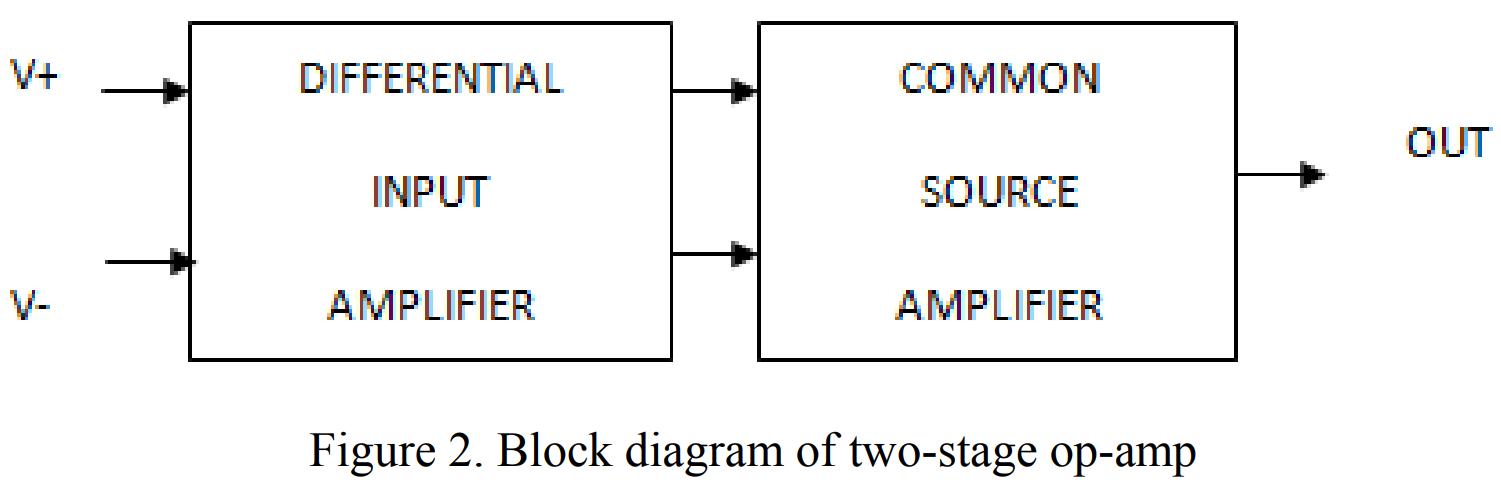 V+
DIFFERENTIAL
INPUT
AMPLIFIER
V-
COMMON
SOURCE
AMPLIFIER
OUT
Figure 2. Block diagram of two-stage op-amp